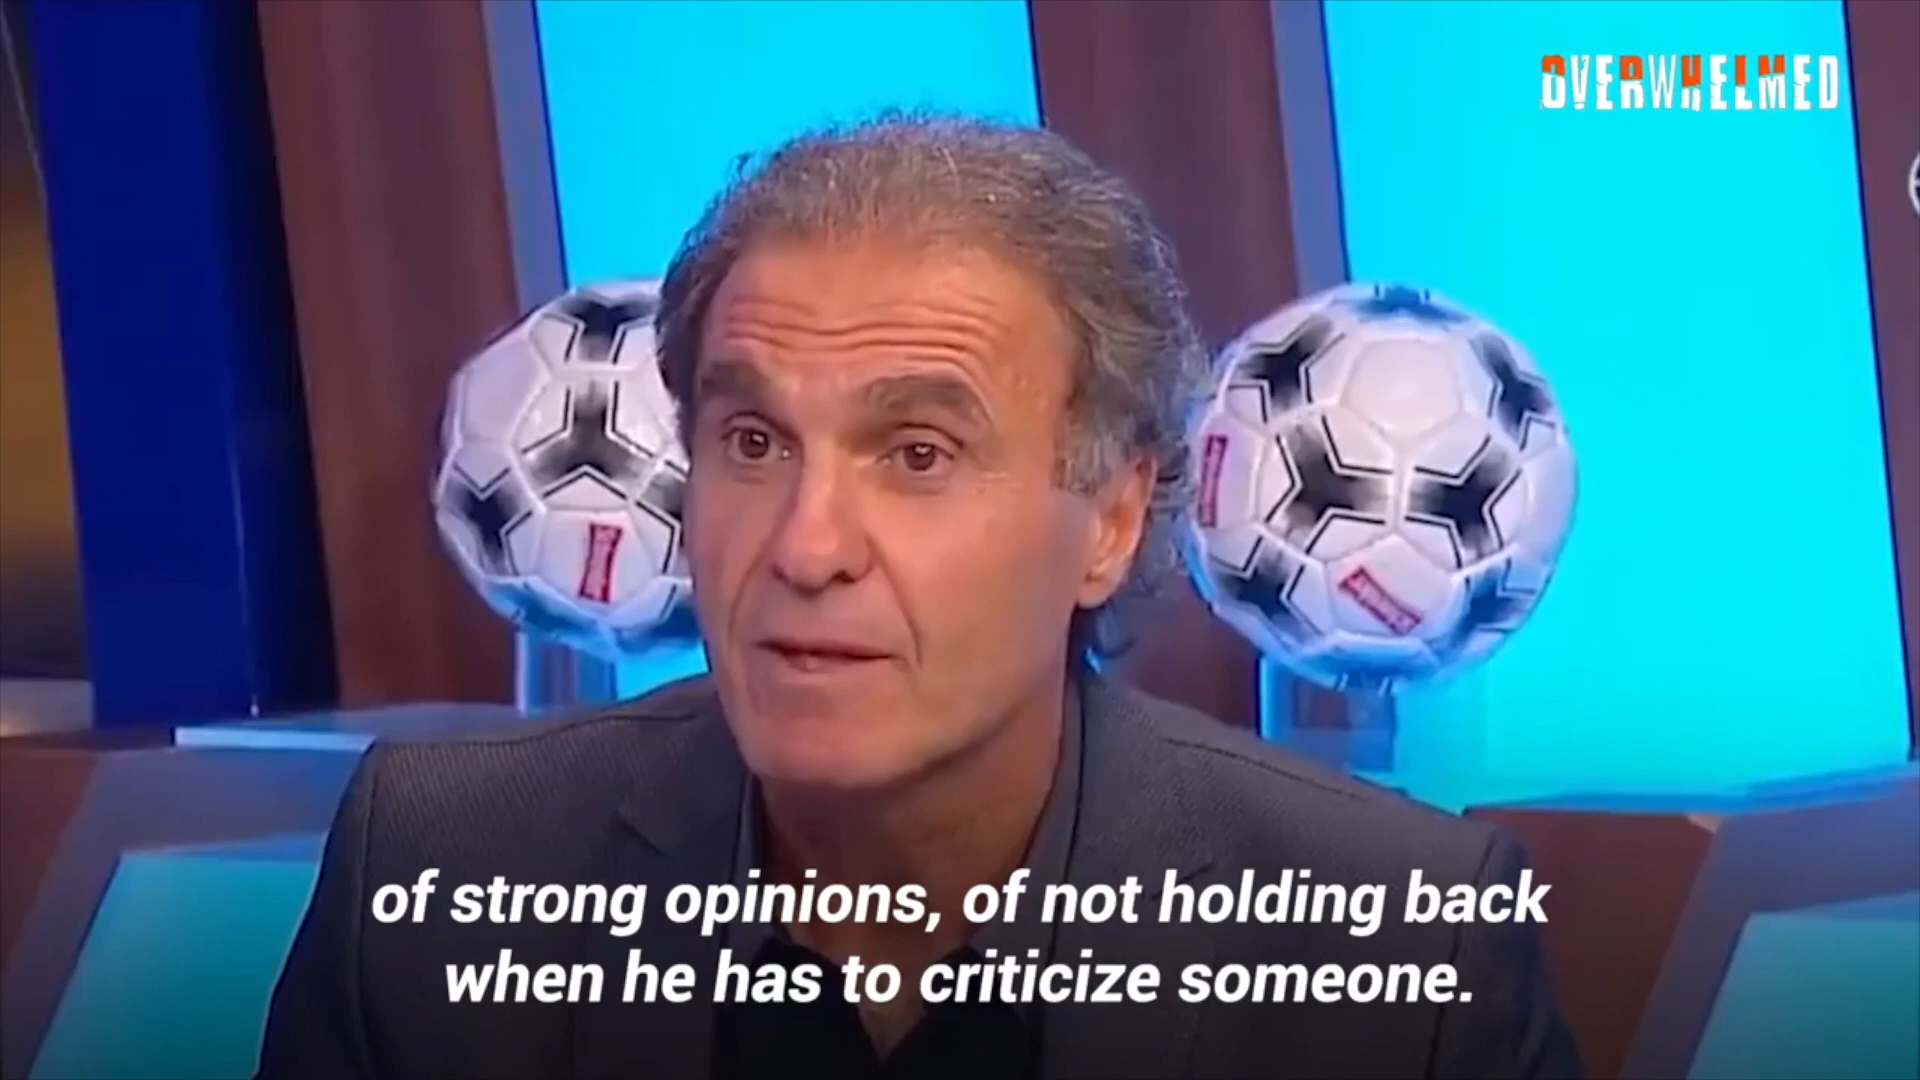 OVERWHELMED
of strong opinions, of not holding back
when he has to criticize someone.